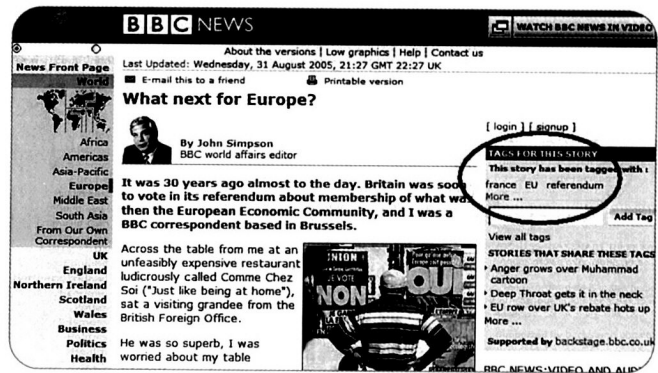 BBC NEWS
WATCH BBC NEWS IN VIDEO
About the versions | Low graphics | Help | Contact us
Last Updated: Wednesday, 31 August 2005, 21:27 GMT 22:27 UK
E-mail this to a friend
Printable version
News Front Page
World
Africa
Americas
Asia-Pacific
Europe
Middle East
South Asia
From Our Own
Correspondent
UK
England
Northern Ireland
Scotland
Wales
Business
Politics
Health
What next for Europe?
By John Simpson
BBC world affairs editor
It was 30 years ago almost to the day. Britain was soon
to vote in its referendum about membership of what was
then the European Economic Community, and I was a
BBC correspondent based in Brussels.
Across the table from me at an
unfeasibly expensive restaurant
ludicrously called Comme Chez
Soi ("Just like being at home"),
sat a visiting grandee from the
British Foreign Office.
He was so superb, I was
worried about my table
UNION
JE VOTE
NON
OUI
[ login ] [ signup ]
TAGS FOR THIS STORY
This story has been tagged with :
france EU referendum
More ...
Add Tag
View all tags
STORIES THAT SHARE THESE TAGS
Anger grows over Muhammad
cartoon
Deep Throat gets it in the neck
EU row over UK's rebate hots up
More ...
Supported by backstage.bbc.co.uk
BBC NEWS: VIDEO AND